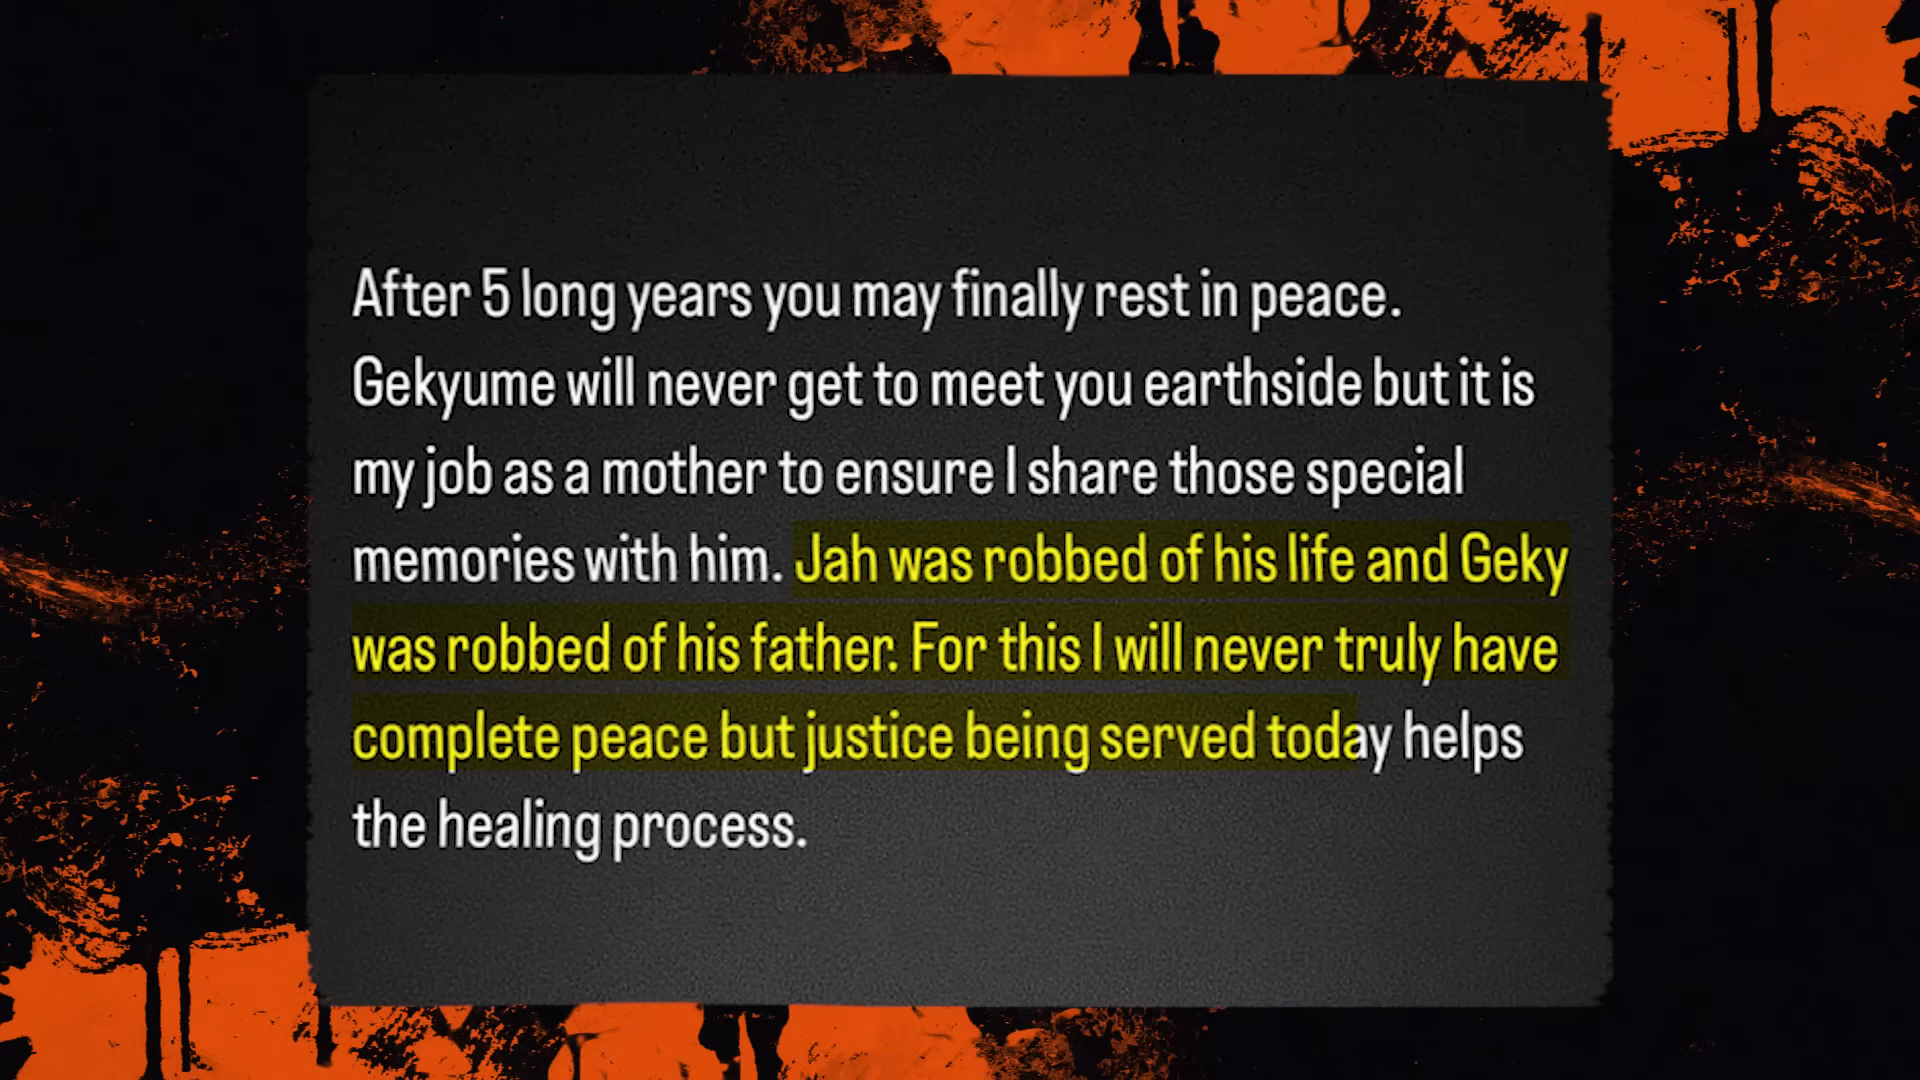 After 5 long years you may finally rest in peace.
Gekyume will never get to meet you earthside but it is
my job as a mother to ensure I share those special
memories with him. Jah was robbed of his life and Geky
was robbed of his father. For this I will never truly have
complete peace but justice being served today helps
the healing process.